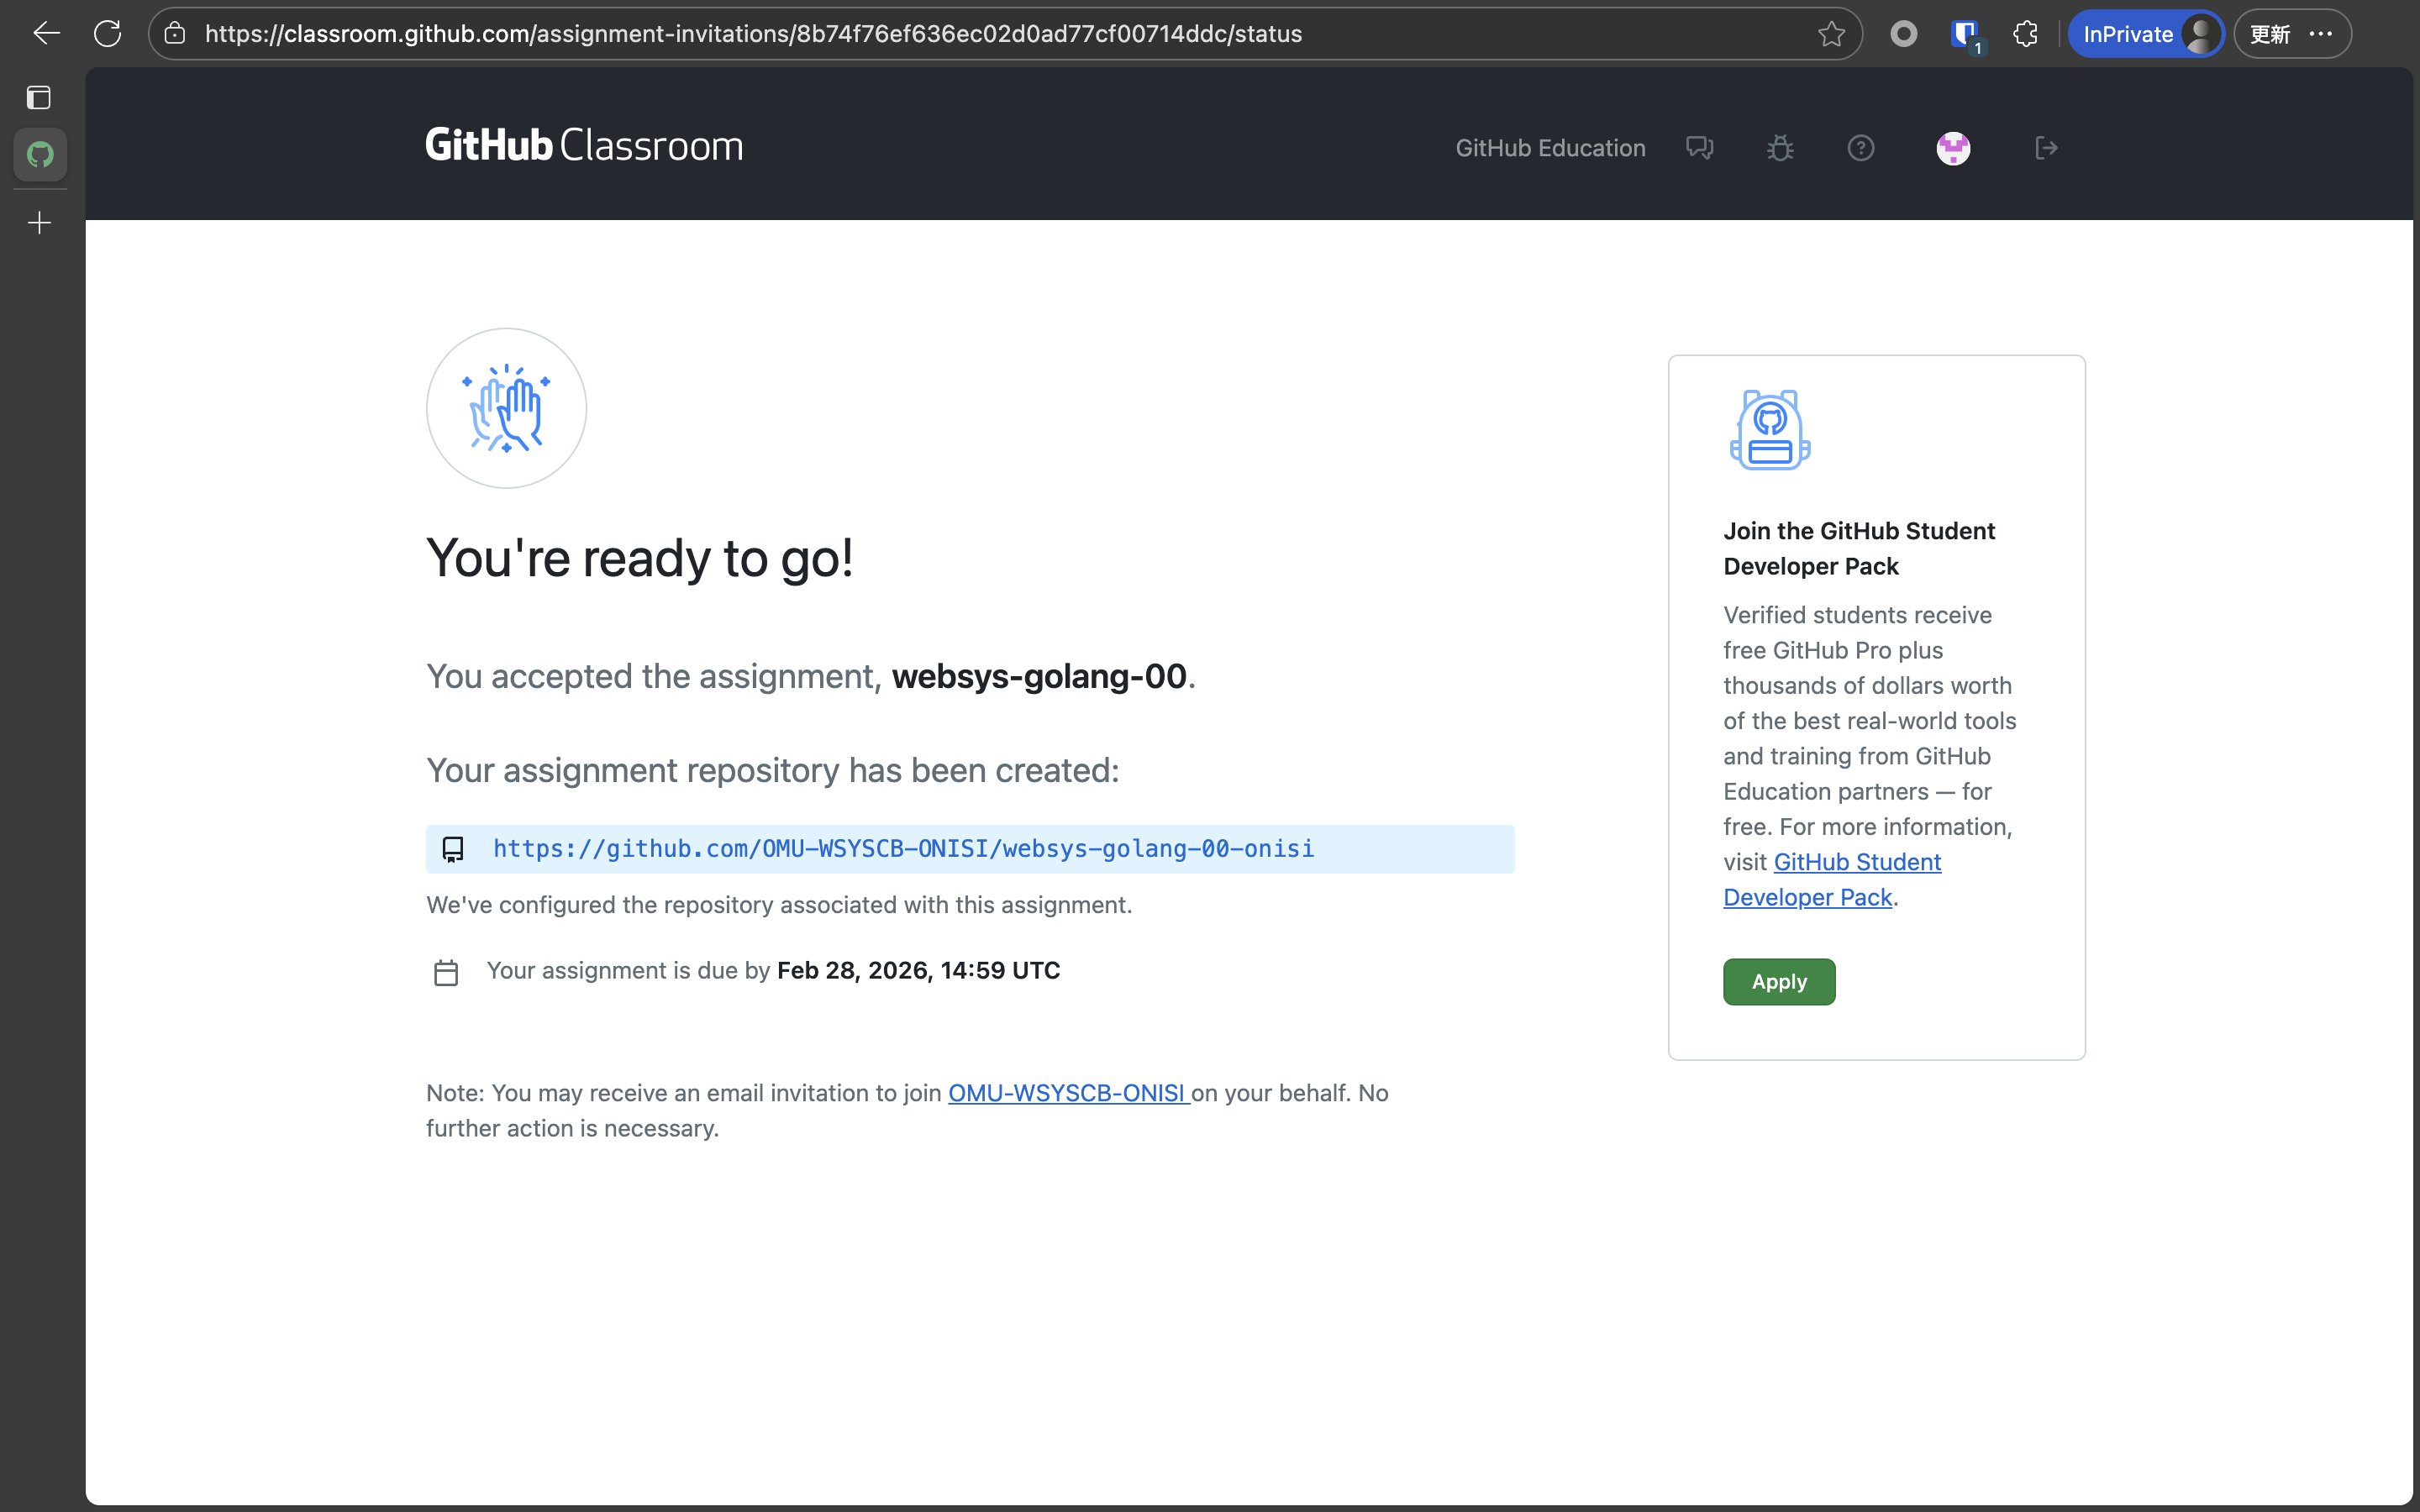 https://classroom.github.com/assignment-invitations/8b74f76ef636ec02d0ad77cf00714ddc/status
1
InPrivate
更新
GitHub Classroom
GitHub Education
You're ready to go!
You accepted the assignment, websys-golang-00.
Your assignment repository has been created:
https://github.com/OMU-WSYSCB-ONISI/websys-golang-00-onisi
We've configured the repository associated with this assignment.
Your assignment is due by Feb 28, 2026, 14:59 UTC
Note: You may receive an email invitation to join OMU-WSYSCB-ONISI on your behalf. No
further action is necessary.
Join the GitHub Student
Developer Pack
Verified students receive
free GitHub Pro plus
thousands of dollars worth
of the best real-world tools
and training from GitHub
Education partners — for
free. For more information,
visit GitHub Student
Developer Pack.
Apply